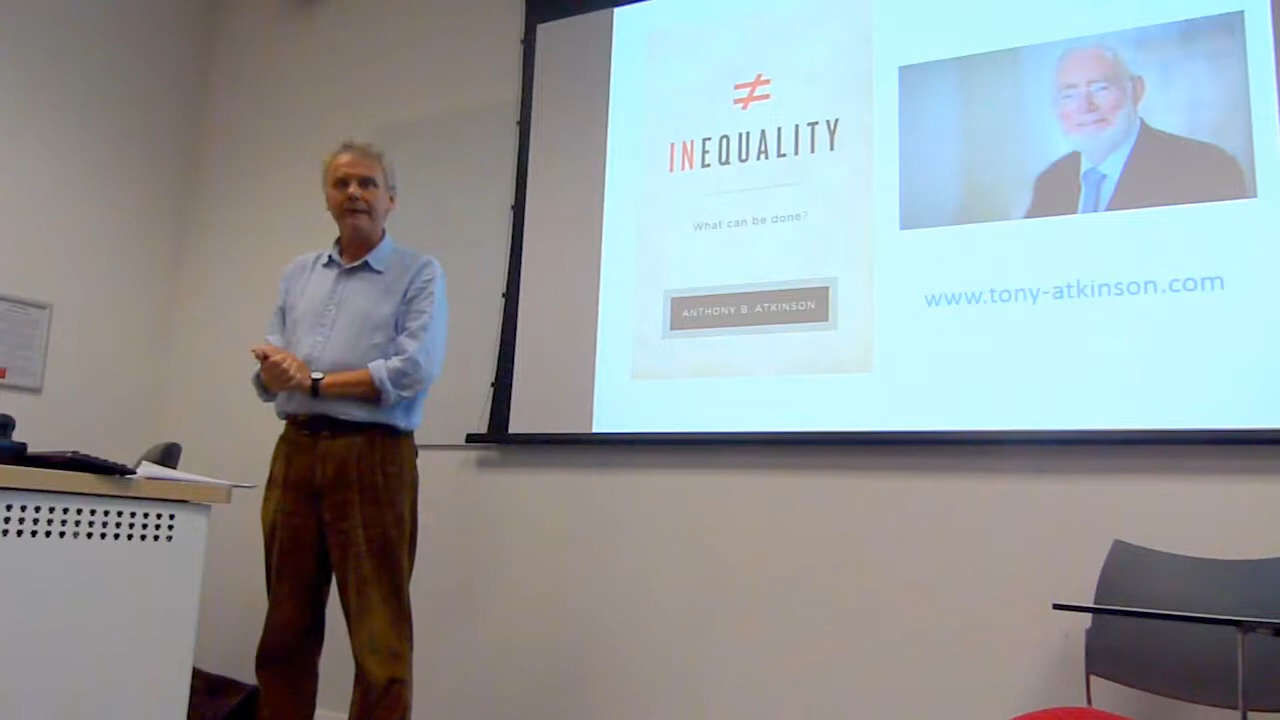 ≠
INEQUALITY
What can be done?
ANTHONY B. ATKINSON
www.tony-atkinson.com